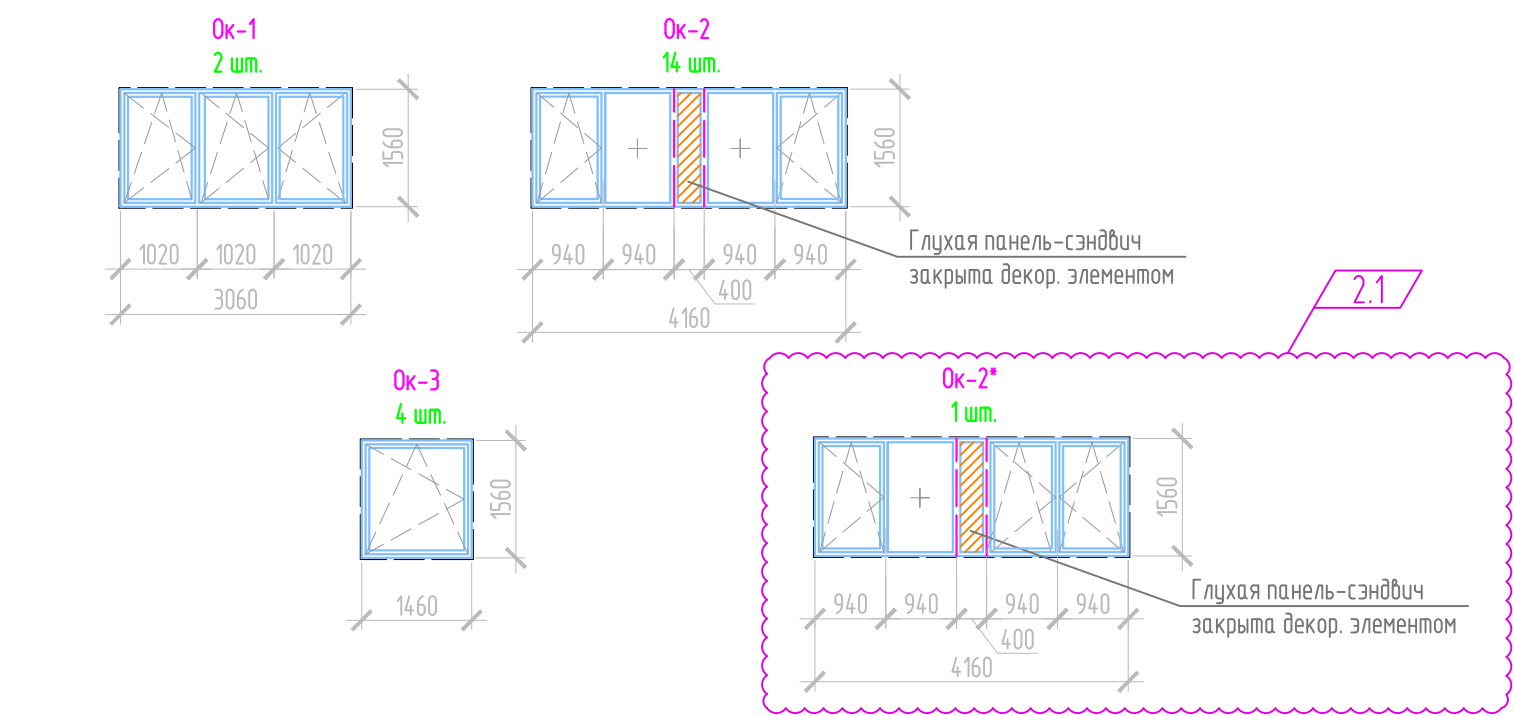 Ок-1
2 шт.
1560
1020 1020 1020
3060
Ок-2
14 шт.
1560
Глухая панель-сэндвич
закрыта декор. элементом
940 940 940 940
400
4160
2.1
Ок-3
4 шт.
1560
1460
Ок-2*
1 шт.
1560
Глухая панель-сэндвич
закрыта декор. элементом
940 940 940 940
400
4160